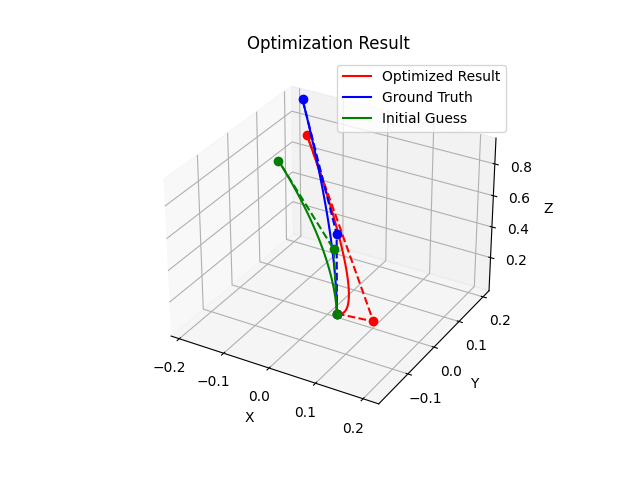 Optimization Result
Optimized Result
Ground Truth
Initial Guess
0.8
0.6
0.4
0.2
Z
0.2
0.1
0.0
−0.1
Y
−0.2
−0.1
0.0
0.1
0.2
X